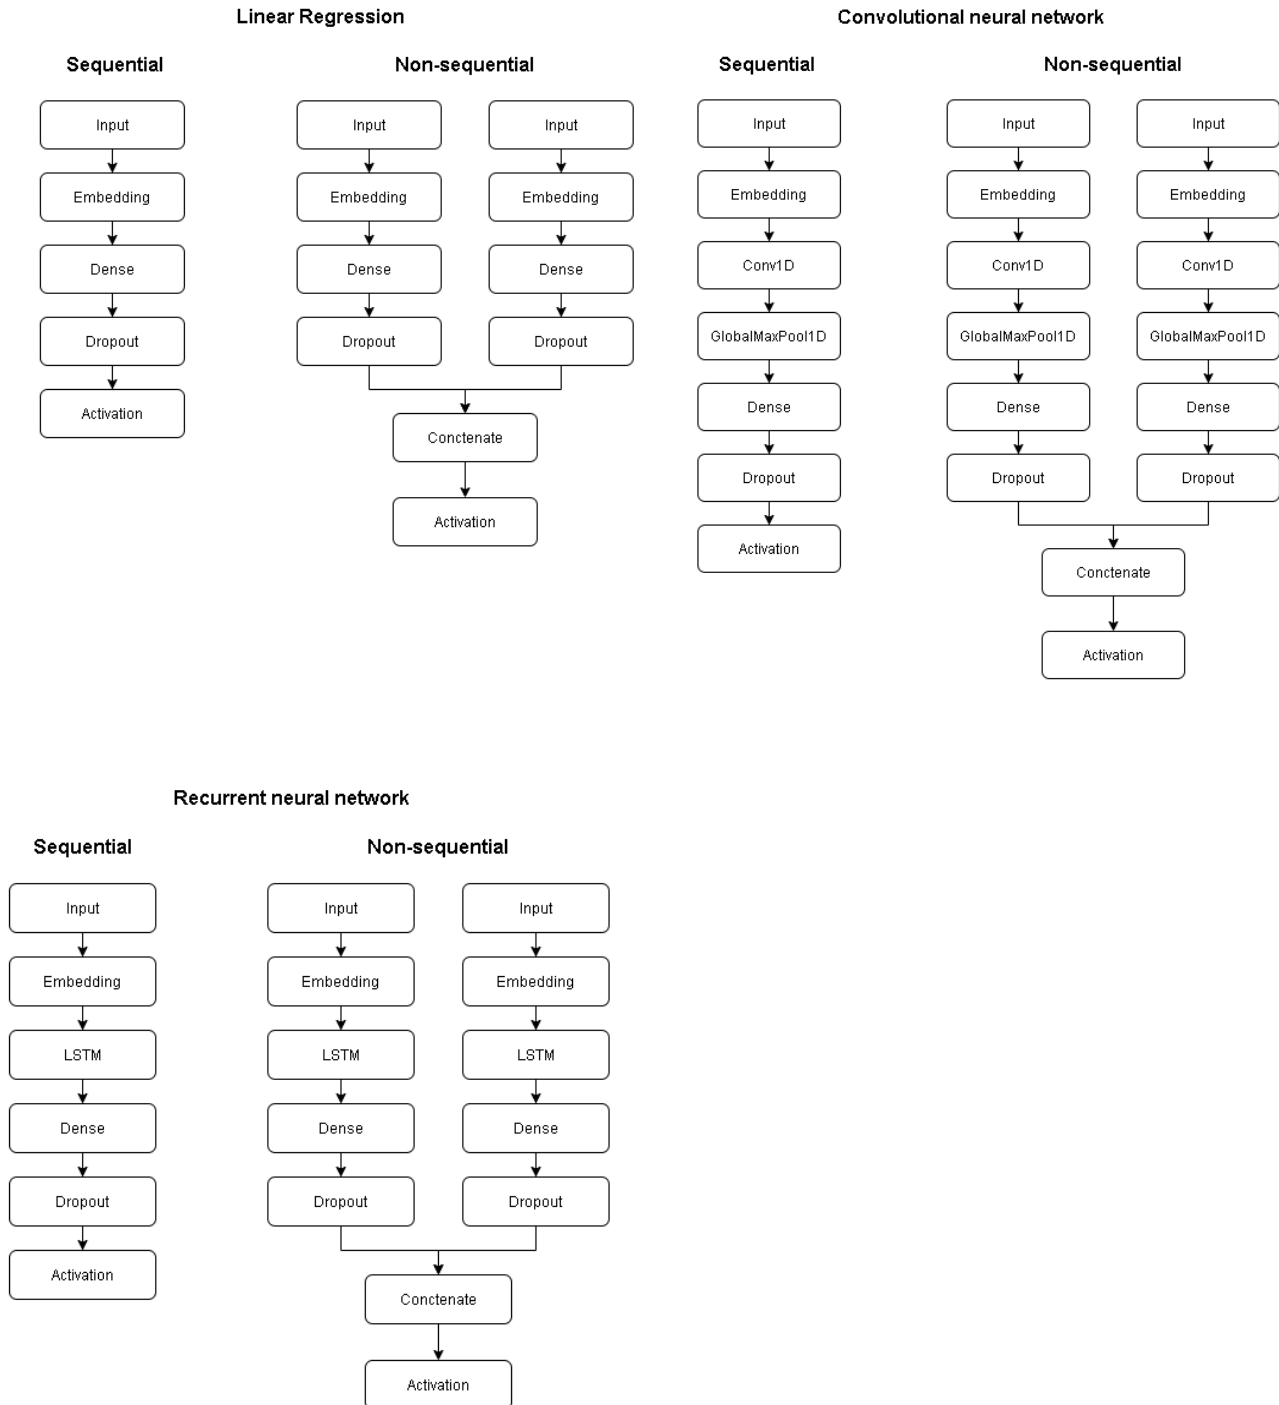 Linear Regression
Sequential
Non-sequential
Input
Embedding
Dense
Dropout
Activation
Input
Embedding
Dense
Dropout
Input
Embedding
Dense
Dropout
Conctenate
Activation
Convolutional neural network
Sequential
Non-sequential
Input
Embedding
Conv1D
GlobalMaxPool1D
Dense
Dropout
Activation
Input
Embedding
Conv1D
GlobalMaxPool1D
Dense
Dropout
Input
Embedding
Conv1D
GlobalMaxPool1D
Dense
Dropout
Conctenate
Activation
Recurrent neural network
Sequential
Non-sequential
Input
Embedding
LSTM
Dense
Dropout
Activation
Input
Embedding
LSTM
Dense
Dropout
Input
Embedding
LSTM
Dense
Dropout
Conctenate
Activation